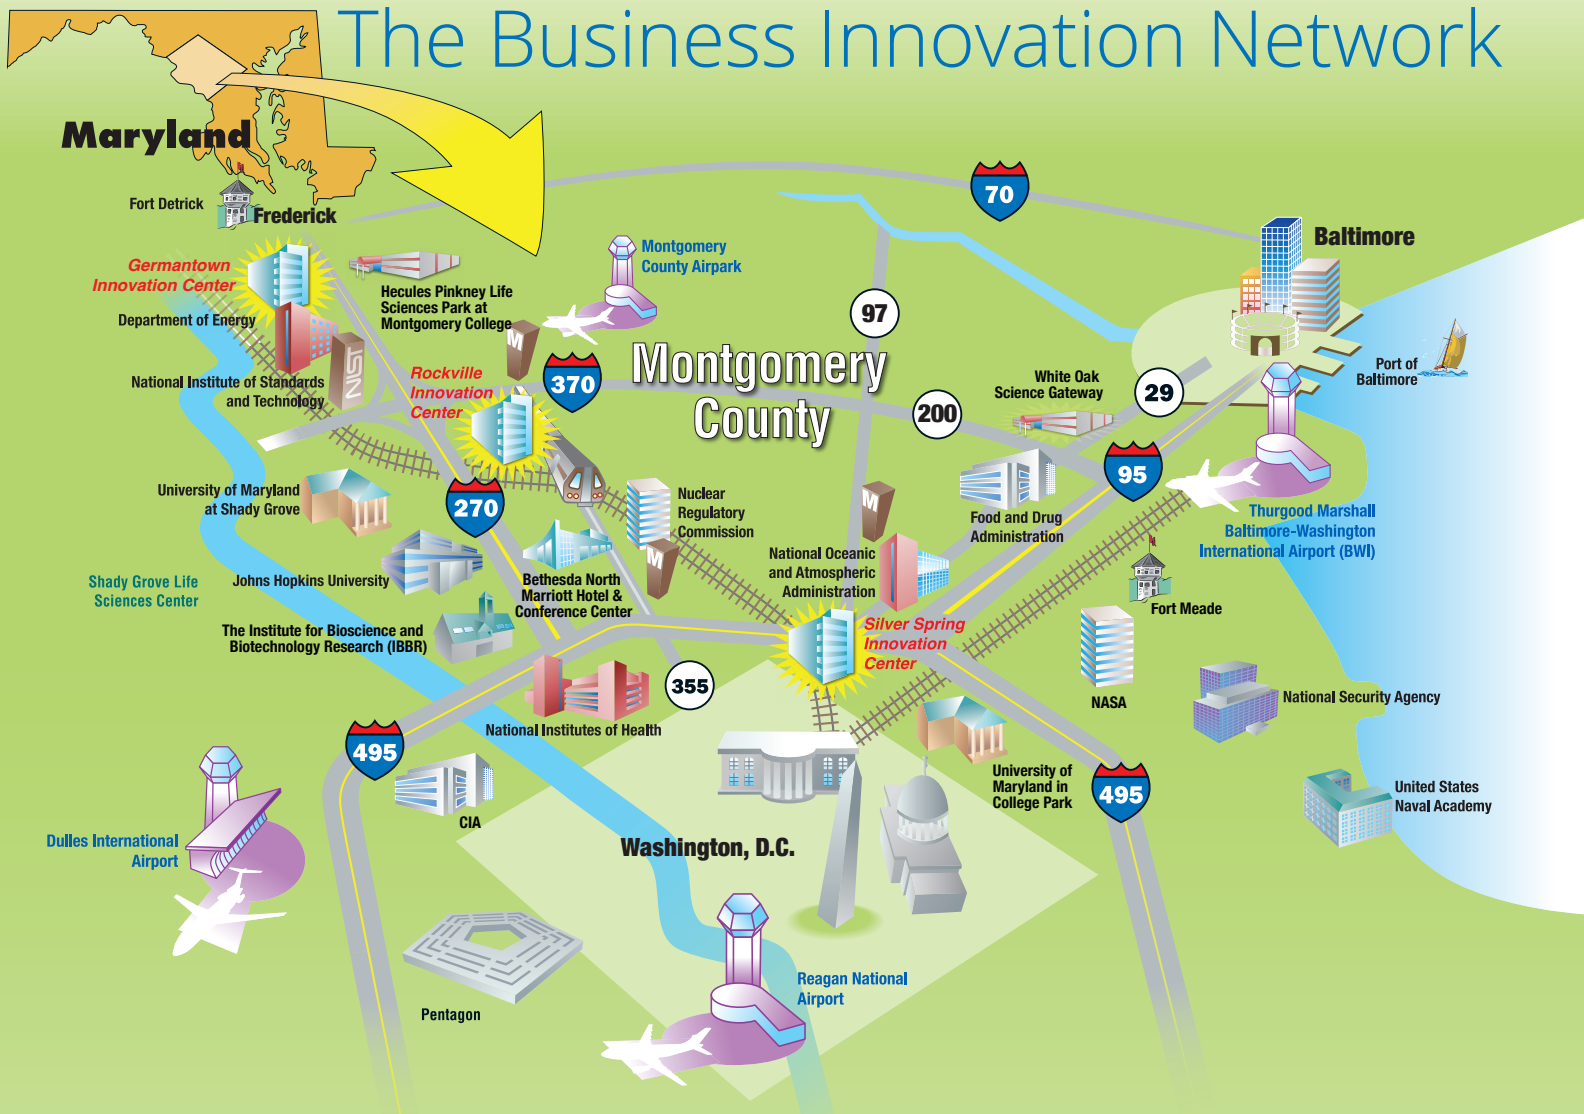 The Business Innovation Network
Maryland
Fort Detrick
Frederick
70
Baltimore
Germantown
Innovation Center
Montgomery
County Airpark
Hecules Pinkney Life
Sciences Park at
Montgomery College
Department of Energy
97
M
NIST
Montgomery
County
Port of
Baltimore
National Institute of Standards
and Technology
Rockville
Innovation
Center
370
200
White Oak
Science Gateway
29
95
University of Maryland
at Shady Grove
270
Nuclear
Regulatory
Commission
M
Food and Drug
Administration
Thurgood Marshall
Baltimore-Washington
International Airport (BWI)
National Oceanic
and Atmospheric
Administration
M
Shady Grove Life
Sciences Center
Johns Hopkins University
Bethesda North
Marriott Hotel &
Conference Center
Fort Meade
The Institute for Bioscience and
Biotechnology Research (IBBR)
Silver Spring
Innovation
Center
355
NASA
National Security Agency
National Institutes of Health
495
University of
Maryland in
College Park
495
United States
Naval Academy
CIA
Dulles International
Airport
Washington, D.C.
Reagan National
Airport
Pentagon